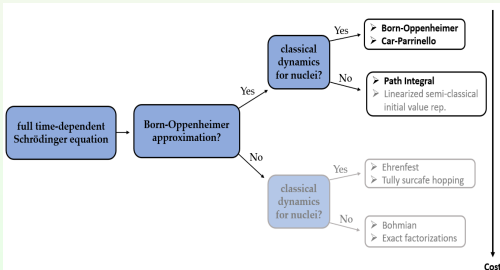 full time-dependent
Schrödinger equation
Born-Oppenheimer
approximation?
Yes
No
classical
dynamics
for nuclei?
Yes
➢ Born-Oppenheimer
➢ Car-Parrinello
No
➢ Path Integral
➢ Linearized semi-classical
initial value rep.
classical
dynamics
for nuclei?
Yes
➢ Ehrenfest
➢ Tully surcafe hopping
No
➢ Bohmian
➢ Exact factorizations
Cost